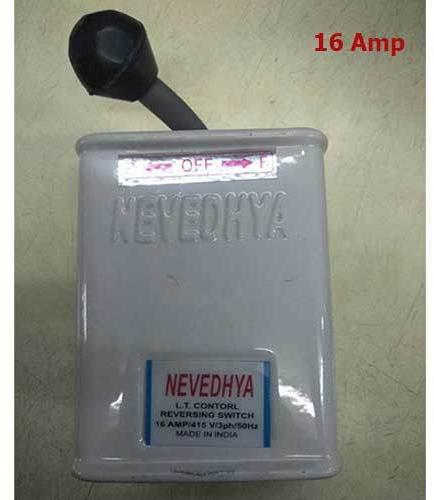 16 Amp
OFF F
NEVEDHYA
NEVEDHYA
L.T. CONTORL
REVERSING SWITCH
16 AMP/415 V/3ph/50Hz
MADE IN INDIA